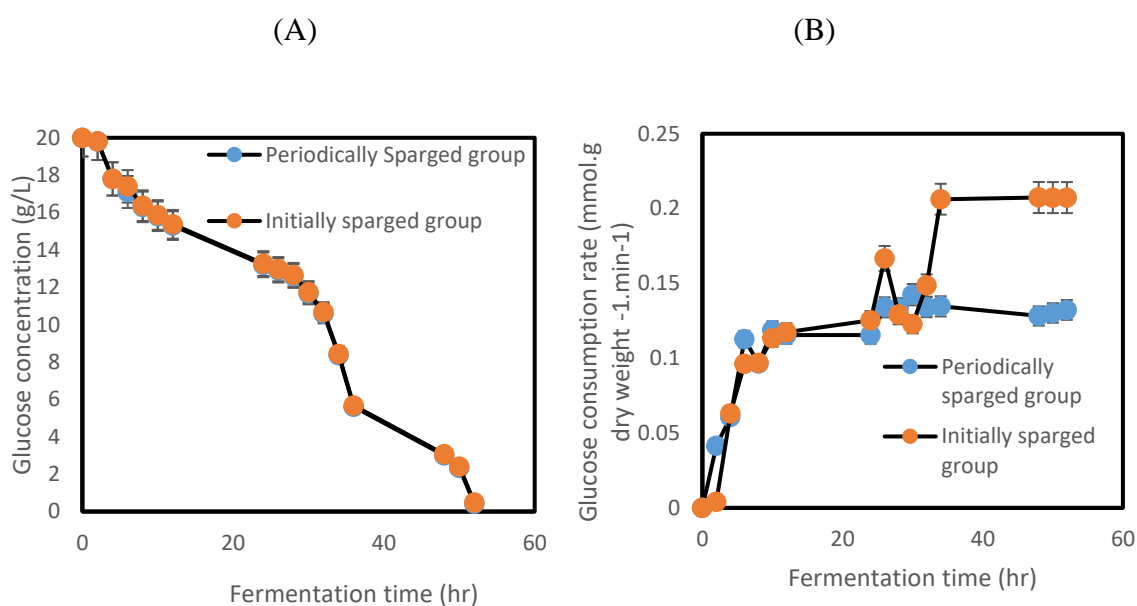 (A)
(B)
Glucose concentration (g/L)
20
18
16
14
12
10
8
6
4
2
0
0
20
40
60
Periodically Sparged group
Initially sparged group
Fermentation time (hr)
Glucose consumption rate (mmol.g
dry weight -1.min-1)
0.25
0.2
0.15
0.1
0.05
0
0
20
40
60
Periodically
sparged group
Initially sparged
group
Fermentation time (hr)